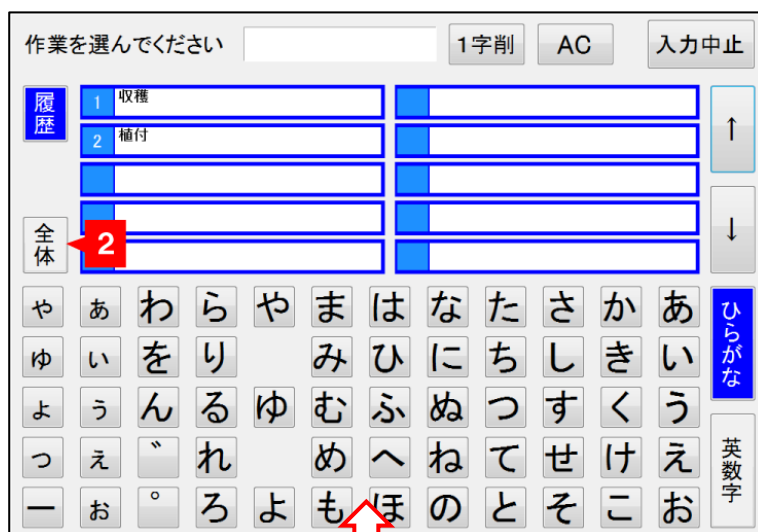 作業を選んでください 1字削 AC 入力中止
履歴
1 収穫
2 植付
↑
全体
2
↓
ゃ ぁ わ ら や ま は な た さ か あ
ゅ ぃ を り み ひ に ち し き い
ょ ぅ ん る ゆ む ふ ぬ つ す く う
っ ぇ ゛ れ め へ ね て せ け え
ー ぉ ゜ ろ よ も ほ の と そ こ お
ひらがな
英数字